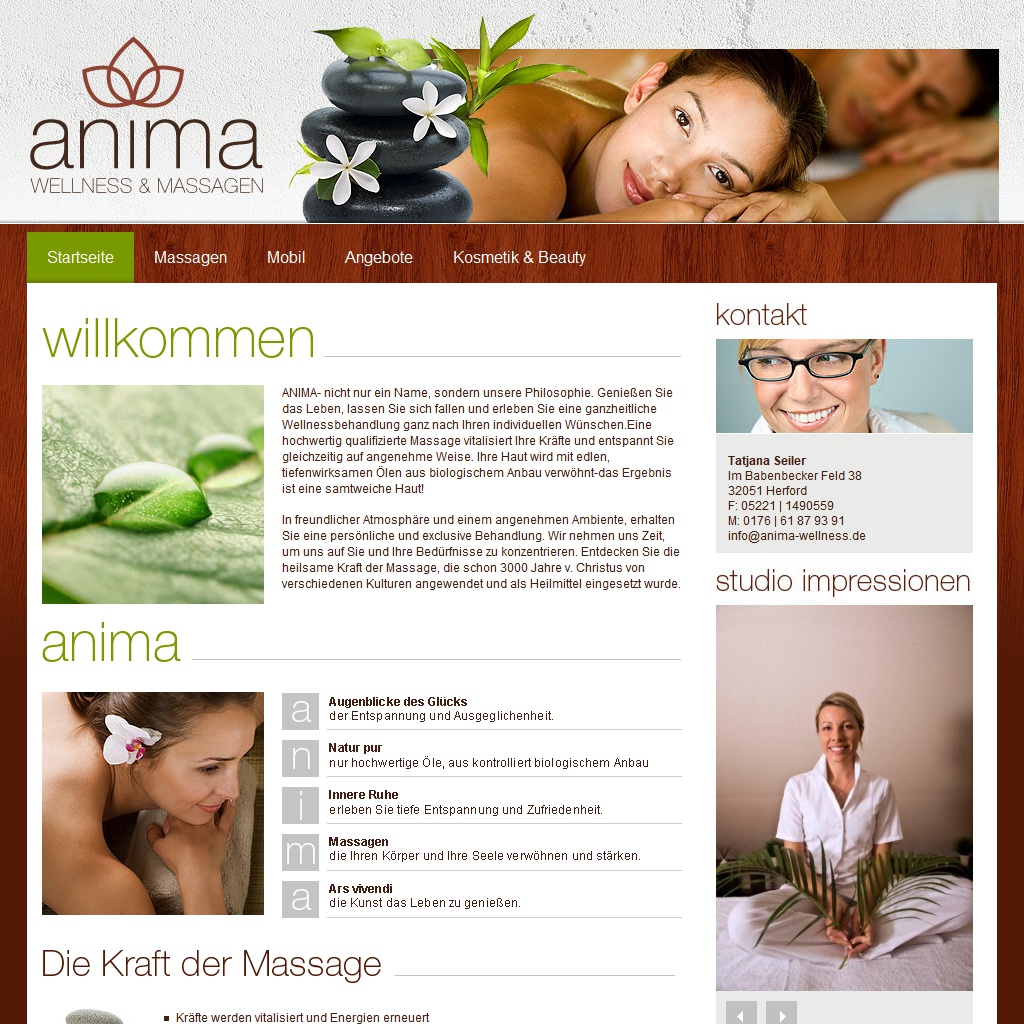 anima
WELLNESS & MASSAGEN
Startseite
Massagen
Mobil
Angebote
Kosmetik & Beauty
willkommen
ANIMA- nicht nur ein Name, sondern unsere Philosophie. Genießen Sie
das Leben, lassen Sie sich fallen und erleben Sie eine ganzheitliche
Wellnessbehandlung ganz nach Ihren individuellen Wünschen.Eine
hochwertig qualifizierte Massage vitalisiert Ihre Kräfte und entspannt Sie
gleichzeitig auf angenehme Weise. Ihre Haut wird mit edlen,
tiefenwirksamen Ölen aus biologischem Anbau verwöhnt-das Ergebnis
ist eine samtweiche Haut!
In freundlicher Atmosphäre und einem angenehmen Ambiente, erhalten
Sie eine persönliche und exclusive Behandlung. Wir nehmen uns Zeit,
um uns auf Sie und Ihre Bedürfnisse zu konzentrieren. Entdecken Sie die
heilsame Kraft der Massage, die schon 3000 Jahre v. Christus von
verschiedenen Kulturen angewendet und als Heilmittel eingesetzt wurde.
anima
a
Augenblicke des Glücks
der Entspannung und Ausgeglichenheit.
n
Natur pur
nur hochwertige Öle, aus kontrolliert biologischem Anbau
i
Innere Ruhe
erleben Sie tiefe Entspannung und Zufriedenheit.
m
Massagen
die Ihren Körper und Ihre Seele verwöhnen und stärken.
a
Ars vivendi
die Kunst das Leben zu genießen.
Die Kraft der Massage
Kräfte werden vitalisiert und Energien erneuert
kontakt
Tatjana Seiler
Im Babenbecker Feld 38
32051 Herford
F: 05221 | 1490559
M: 0176 | 61 87 93 91
info@anima-wellness.de
studio impressionen